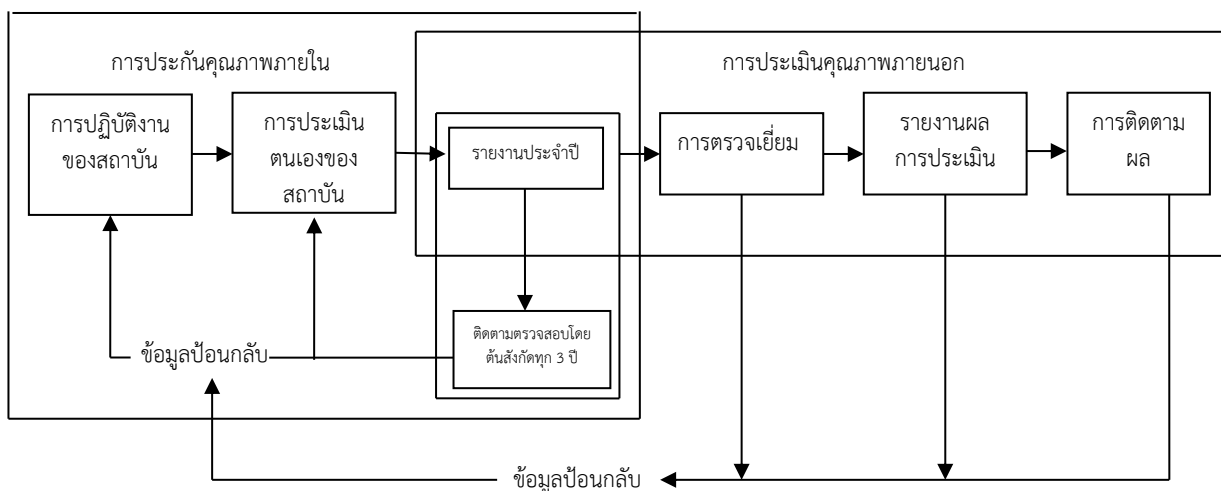 การประกันคุณภาพภายใน
การประเมินคุณภาพภายนอก
การปฏิบัติงาน
ของสถาบัน
การประเมิน
ตนเองของ
สถาบัน
รายงานประจำปี
การตรวจเยี่ยม
รายงานผล
การประเมิน
การติดตาม
ผล
ติดตามตรวจสอบโดย
ต้นสังกัดทุก 3 ปี
ข้อมูลป้อนกลับ
ข้อมูลป้อนกลับ